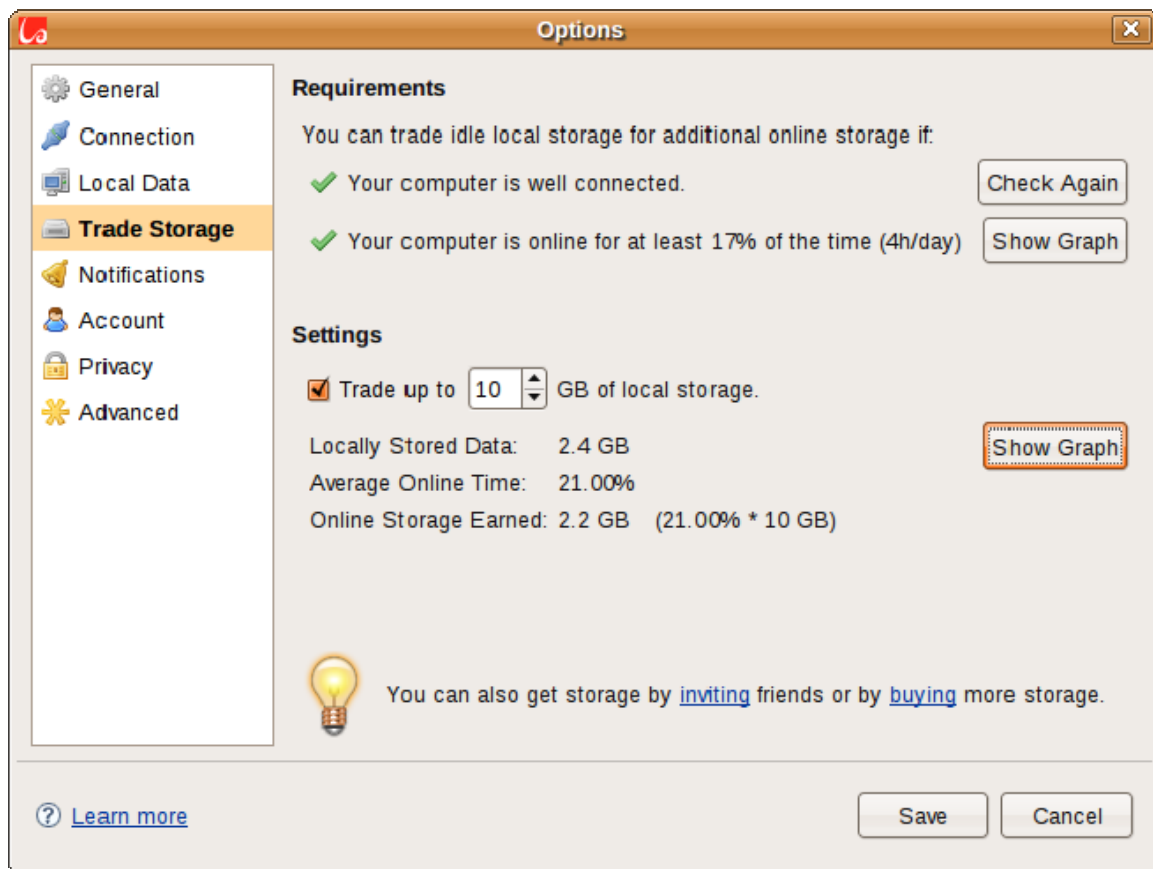 Options
General
Connection
Local Data
Trade Storage
Notifications
Account
Privacy
Advanced
Requirements
You can trade idle local storage for additional online storage if:
Your computer is well connected.
Check Again
Your computer is online for at least 17% of the time (4h/day)
Show Graph
Settings
Trade up to 10 GB of local storage.
Locally Stored Data: 2.4 GB
Show Graph
Average Online Time: 21.00%
Online Storage Earned: 2.2 GB (21.00% * 10 GB)
You can also get storage by inviting friends or by buying more storage.
Learn more
Save
Cancel